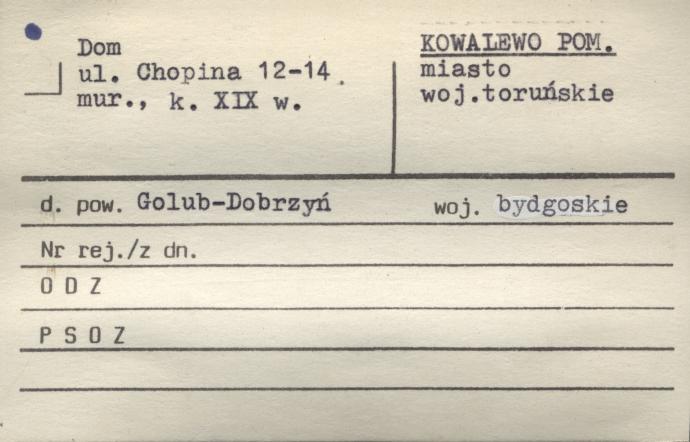 Dom
ul. Chopina 12-14
mur., k. XIX w.
KOWALEWO POM.
miasto
woj.toruńskie
d. pow. Golub-Dobrzyń woj. bydgoskie
Nr rej./z dn.
O D Z
P S O Z